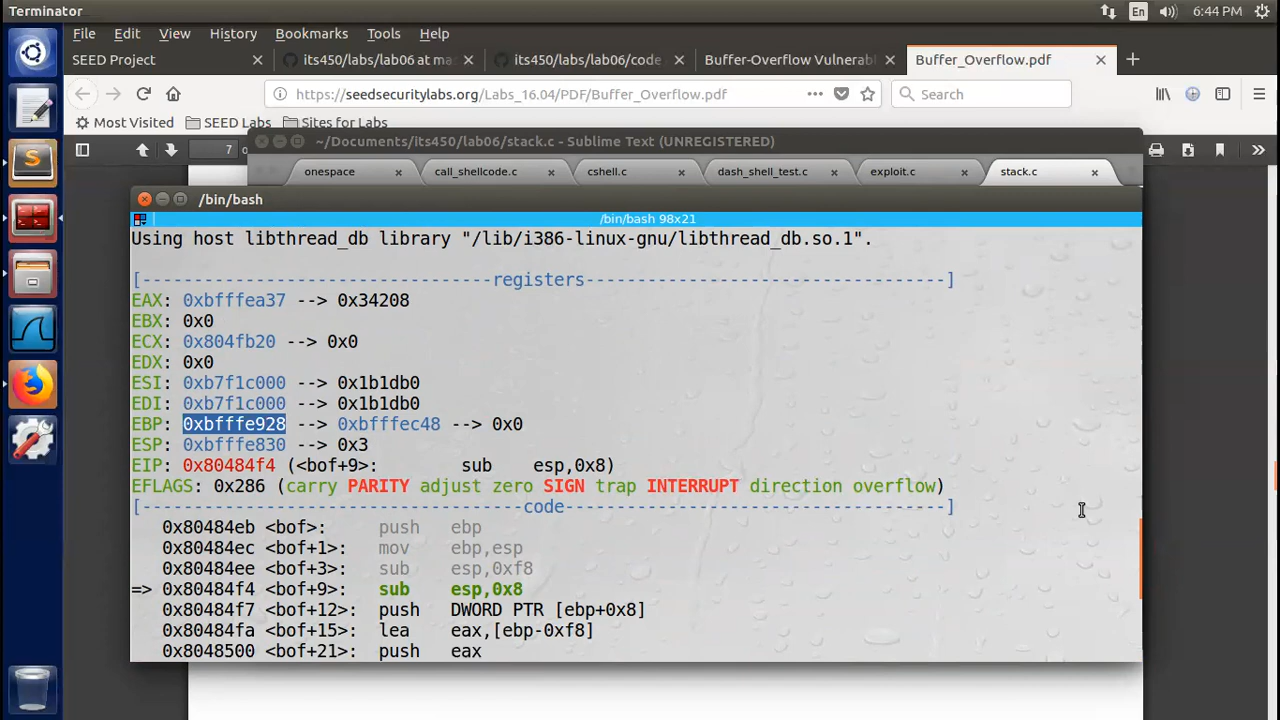 Terminator
En
6:44 PM
File Edit View History Bookmarks Tools Help
SEED Project
its450/labs/lab06 at ma
its450/labs/lab06/code
Buffer-Overflow Vulnerabi
Buffer_Overflow.pdf
https://seedsecuritylabs.org/Labs_16.04/PDF/Buffer_Overflow.pdf
Search
Most Visited SEED Labs Sites for Labs
7
~/Documents/its450/lab06/stack.c - Sublime Text (UNREGISTERED)
onespace call_shellcode.c cshell.c dash_shell_test.c exploit.c stack.c
/bin/bash
/bin/bash 98x21
Using host libthread_db library "/lib/i386-linux-gnu/libthread_db.so.1".
[----------------------------------registers-----------------------------------]
EAX: 0xbfffea37 --> 0x34208
EBX: 0x0
ECX: 0x804fb20 --> 0x0
EDX: 0x0
ESI: 0xb7f1c000 --> 0x1b1db0
EDI: 0xb7f1c000 --> 0x1b1db0
EBP: 0xbfffe928 --> 0xbfffec48 --> 0x0
ESP: 0xbfffe830 --> 0x3
EIP: 0x80484f4 (<bof+9>: sub esp,0x8)
EFLAGS: 0x286 (carry PARITY adjust zero SIGN trap INTERRUPT direction overflow)
[-------------------------------------code-------------------------------------]
0x80484eb <bof>: push ebp
0x80484ec <bof+1>: mov ebp,esp
0x80484ee <bof+3>: sub esp,0xf8
=> 0x80484f4 <bof+9>: sub esp,0x8
0x80484f7 <bof+12>: push DWORD PTR [ebp+0x8]
0x80484fa <bof+15>: lea eax,[ebp-0xf8]
0x8048500 <bof+21>: push eax